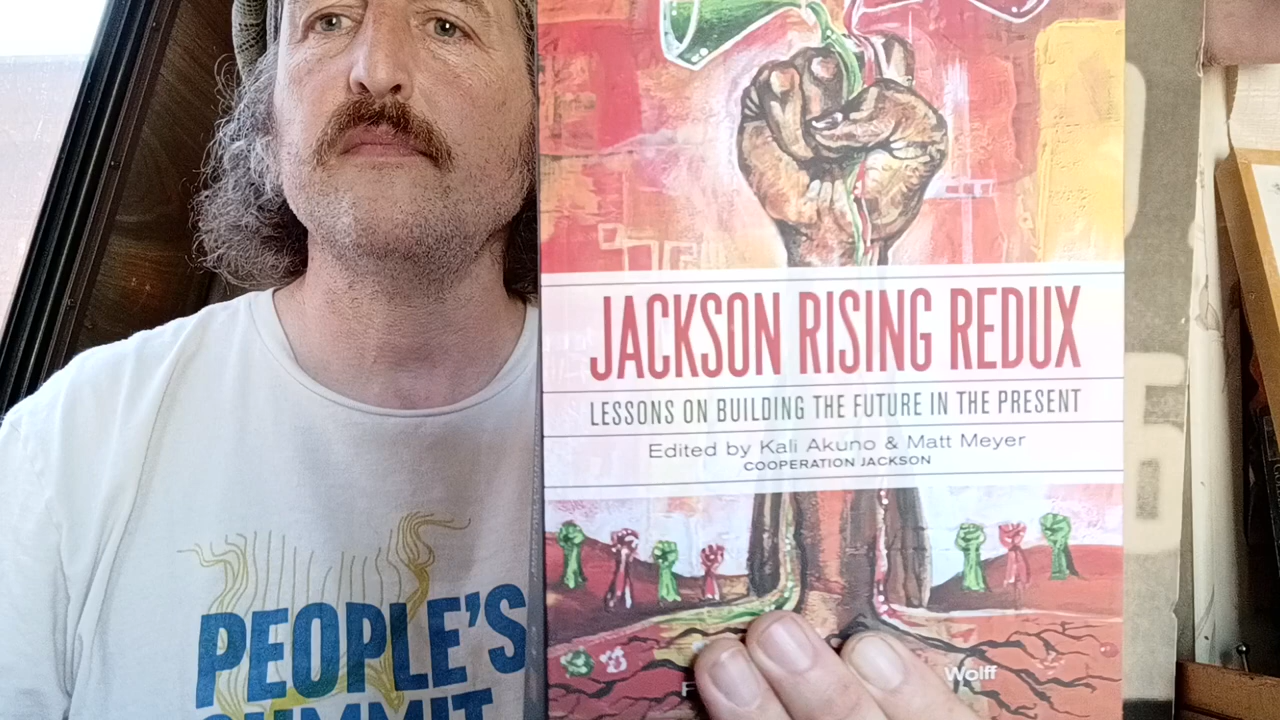 JACKSON RISING REDUX
LESSONS ON BUILDING THE FUTURE IN THE PRESENT
Edited by Kali Akuno & Matt Meyer
COOPERATION JACKSON
Wolff
PEOPLE'S
SUMMIT